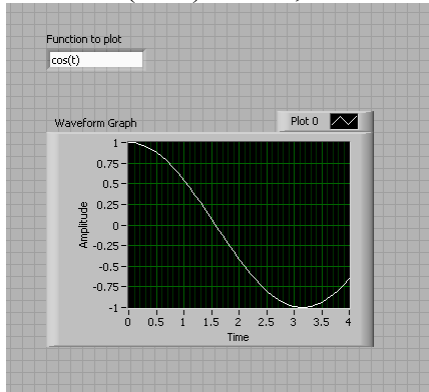 Function to plot
cos(t)
Waveform Graph
Plot 0
1
0.75
0.5
0.25
0
-0.25
-0.5
-0.75
-1
Amplitude
0 0.5 1 1.5 2 2.5 3 3.5 4
Time